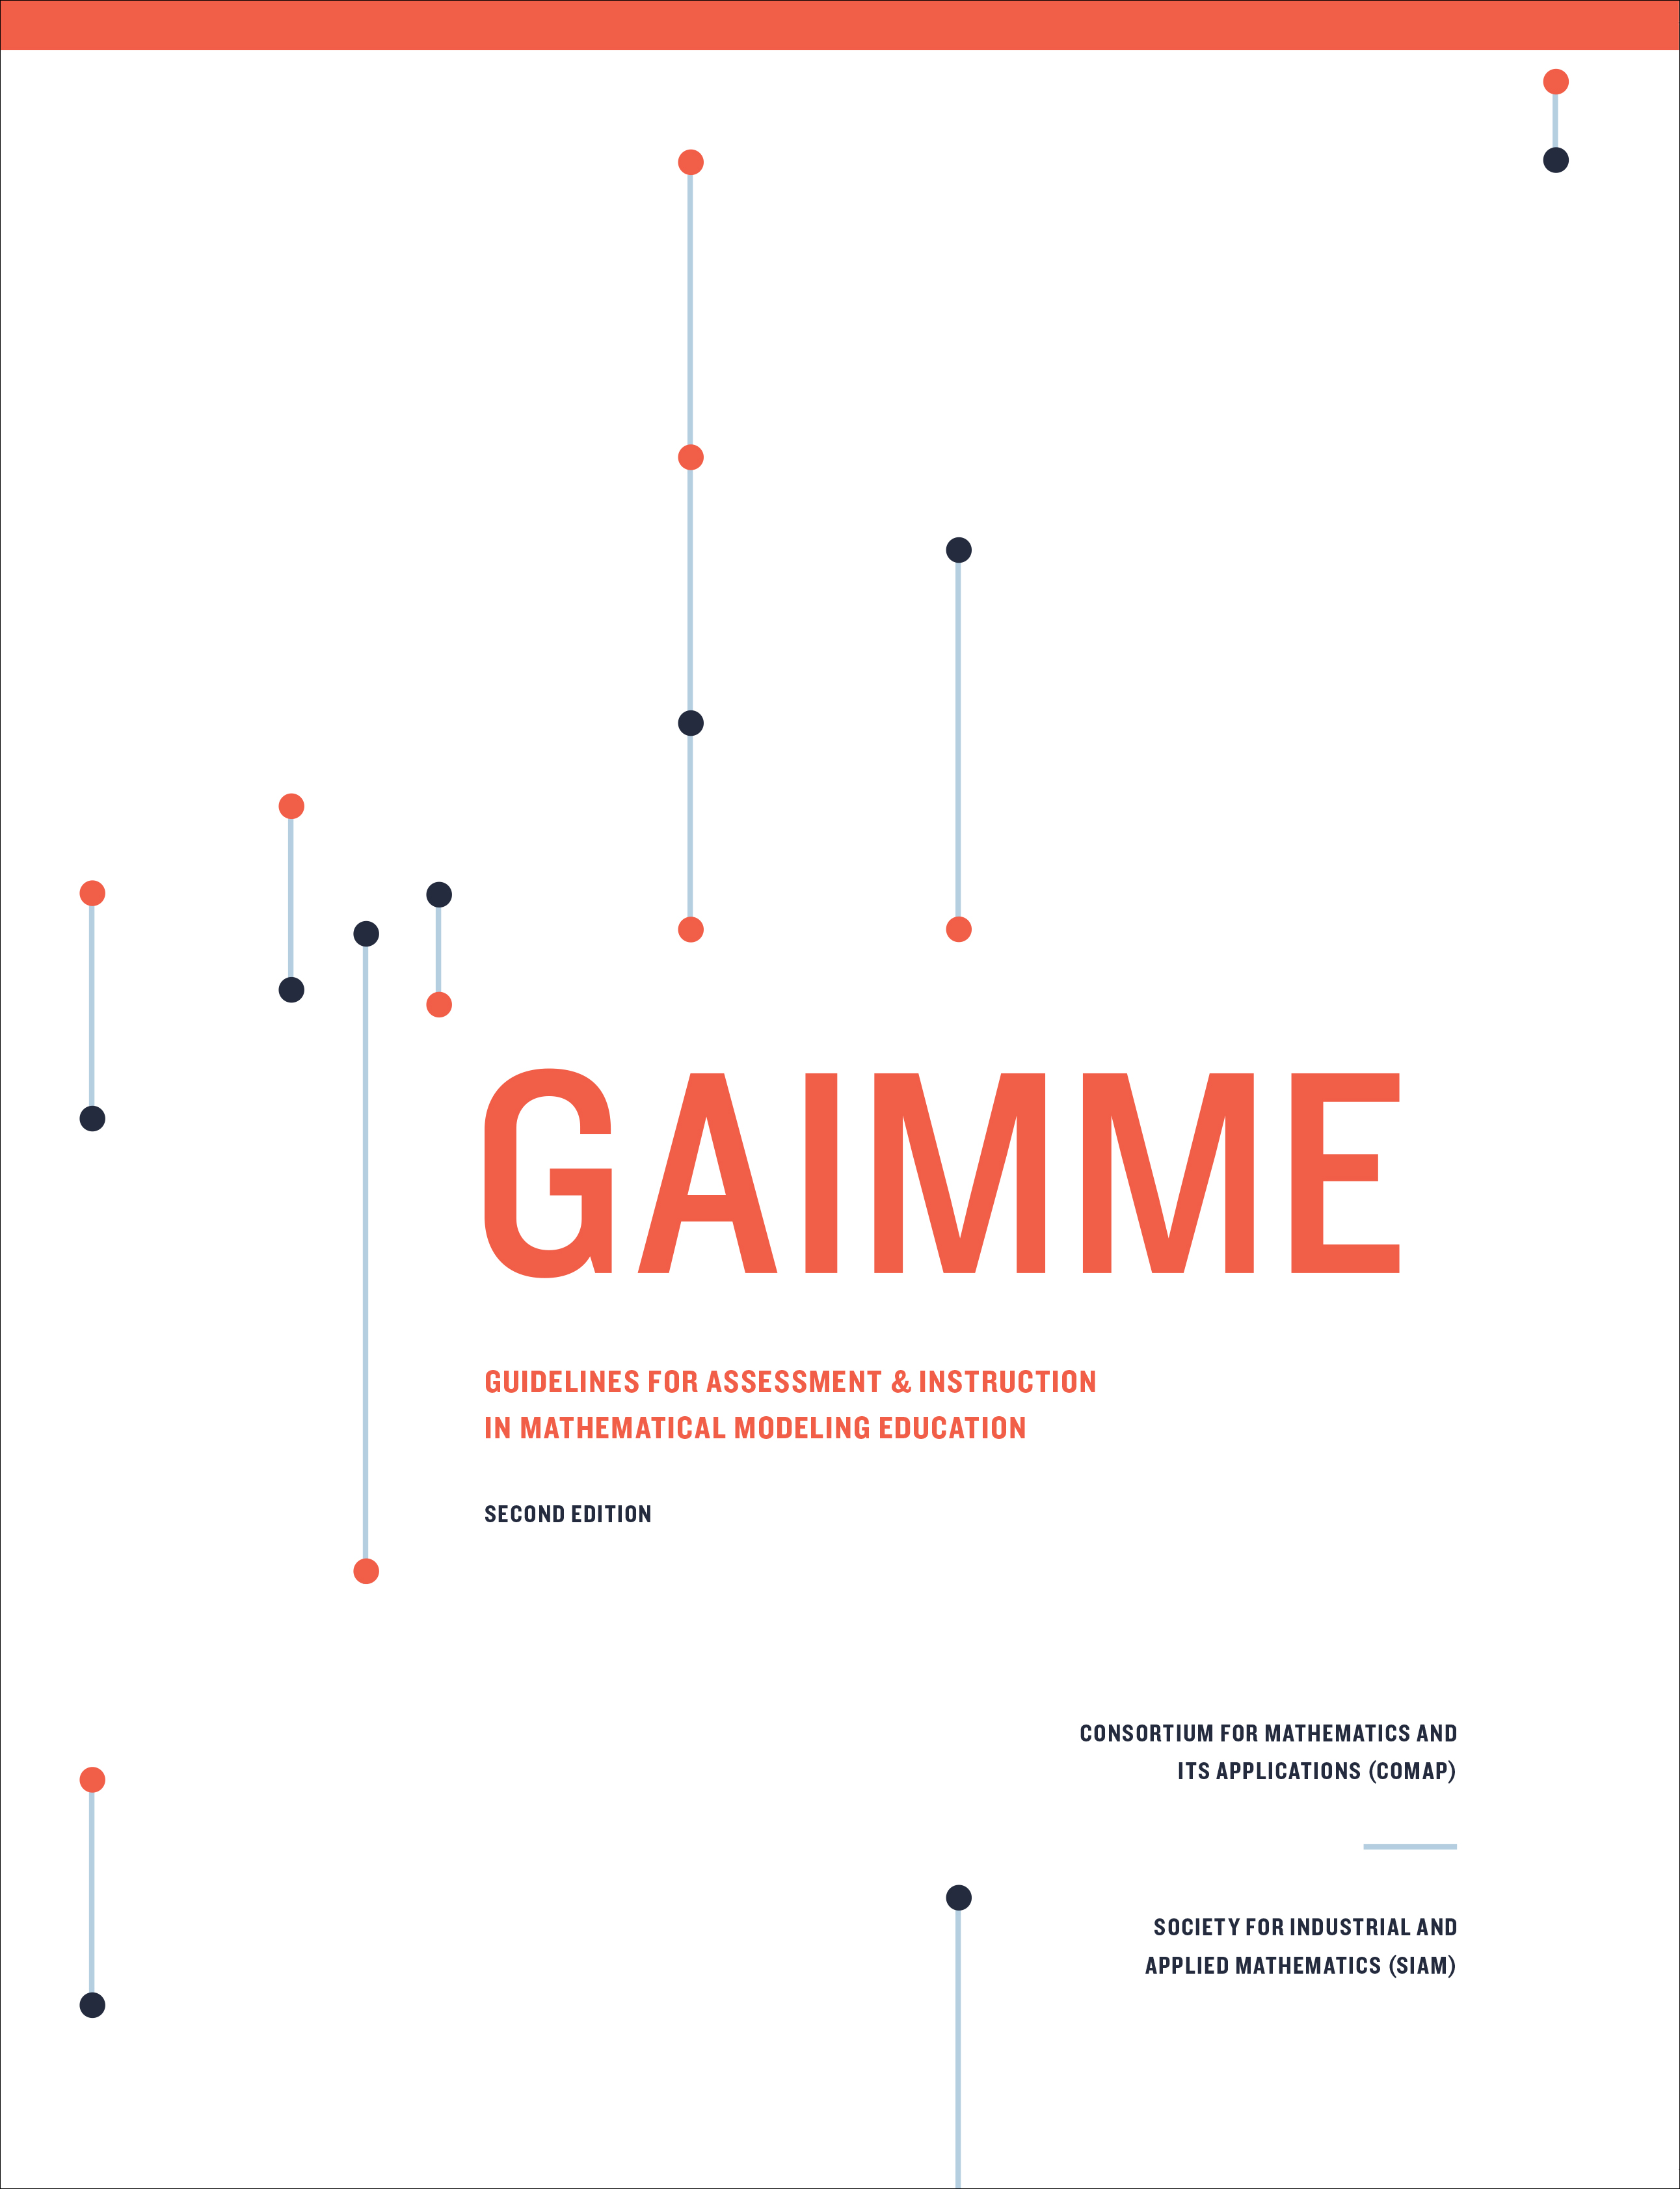 GAIMME
GUIDELINES FOR ASSESSMENT & INSTRUCTION
IN MATHEMATICAL MODELING EDUCATION
SECOND EDITION
CONSORTIUM FOR MATHEMATICS AND
ITS APPLICATIONS (COMAP)
SOCIETY FOR INDUSTRIAL AND
APPLIED MATHEMATICS (SIAM)